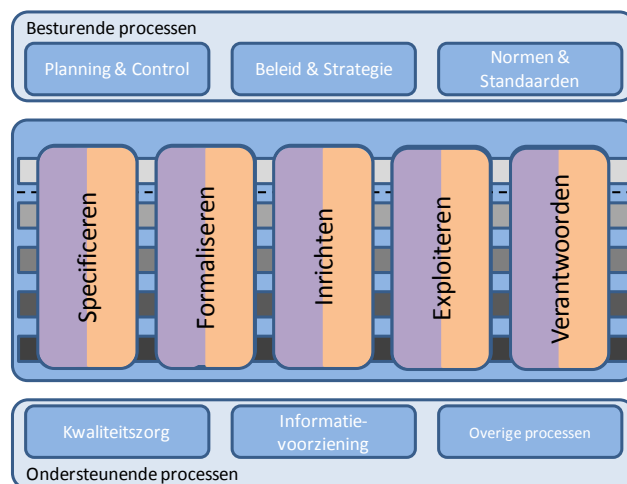 Besturende processen
Planning & Control
Beleid & Strategie
Normen &
Standaarden
Specificeren
Formaliseren
Inrichten
Exploiteren
Verantwoorden
Kwaliteitszorg
Informatie-
voorziening
Overige processen
Ondersteunende processen